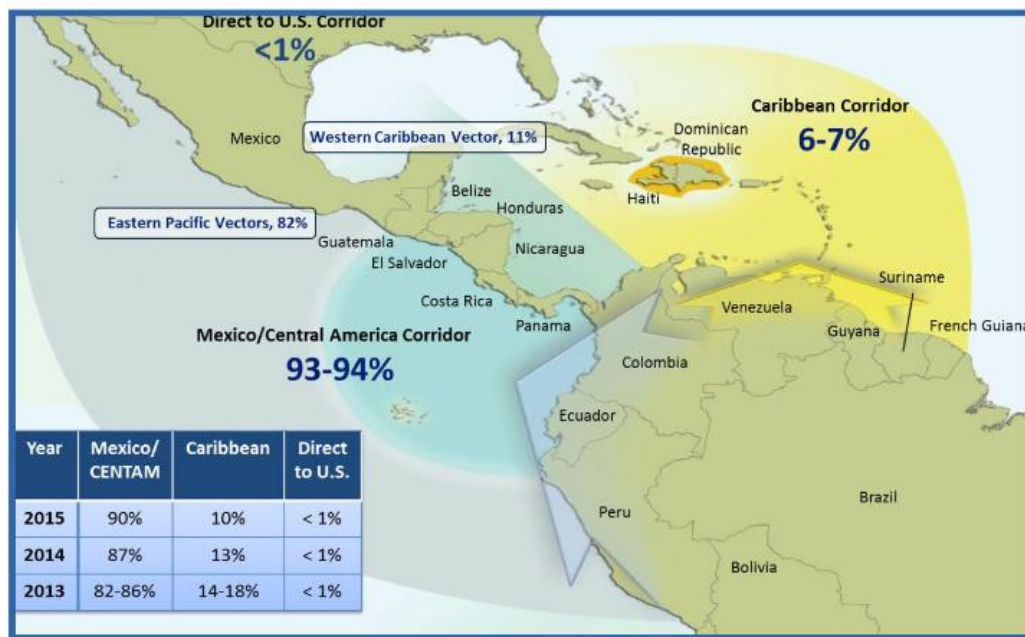 Direct to U.S. Corridor
<1%
Caribbean Corridor
6-7%
Western Caribbean Vector, 11%
Mexico
Dominican
Republic
Haiti
Belize
Honduras
Eastern Pacific Vectors, 82%
Guatemala
El Salvador
Nicaragua
Costa Rica
Panama
Suriname
Venezuela
Guyana
French Guiana
Mexico/Central America Corridor
93-94%
Colombia
Ecuador
Peru
Brazil
Bolivia
Year Mexico/ CENTAM Caribbean Direct to U.S.
2015 90% 10% < 1%
2014 87% 13% < 1%
2013 82-86% 14-18% < 1%